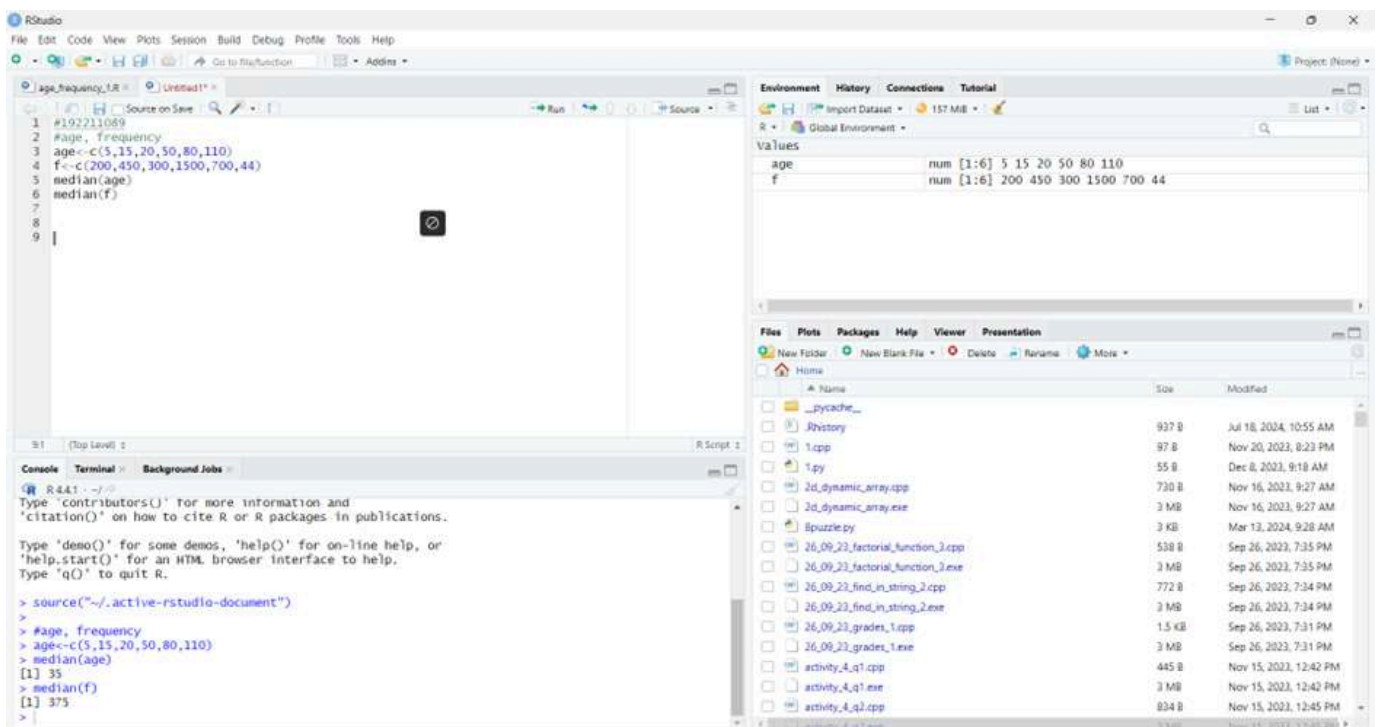 RStudio
File Edit Code View Plots Session Build Debug Profile Tools Help
Go to file/function Addins Project: (None)
age_frequency_1.R Untitled1*
Source on Save Run Source
1 #192211089
2 #age, frequency
3 age<-c(5,15,20,50,80,110)
4 f<-c(200,450,300,1500,700,44)
5 median(age)
6 median(f)
7
8
9
9:1 (Top Level) R Script
Console Terminal Background Jobs
R 4.4.1 · ~/
Type 'contributors()' for more information and
'citation()' on how to cite R or R packages in publications.
Type 'demo()' for some demos, 'help()' for on-line help, or
'help.start()' for an HTML browser interface to help.
Type 'q()' to quit R.
> source("~/.active-rstudio-document")
>
> #age, frequency
> age<-c(5,15,20,50,80,110)
> median(age)
[1] 35
> median(f)
[1] 375
>
Environment History Connections Tutorial
Import Dataset 157 MiB List
R Global Environment
Values
age num [1:6] 5 15 20 50 80 110
f num [1:6] 200 450 300 1500 700 44
Files Plots Packages Help Viewer Presentation
New Folder New Blank File Delete Rename More
Home
Name Size Modified
__pycache__
.Rhistory 937 B Jul 18, 2024, 10:55 AM
1.cpp 97 B Nov 20, 2023, 8:23 PM
1.py 55 B Dec 8, 2023, 9:18 AM
2d_dynamic_array.cpp 730 B Nov 16, 2023, 9:27 AM
2d_dynamic_array.exe 3 MB Nov 16, 2023, 9:27 AM
8puzzle.py 3 KB Mar 13, 2024, 9:28 AM
26_09_23_factorial_function_3.cpp 538 B Sep 26, 2023, 7:35 PM
26_09_23_factorial_function_3.exe 3 MB Sep 26, 2023, 7:35 PM
26_09_23_find_in_string_2.cpp 772 B Sep 26, 2023, 7:34 PM
26_09_23_find_in_string_2.exe 3 MB Sep 26, 2023, 7:34 PM
26_09_23_grades_1.cpp 1.5 KB Sep 26, 2023, 7:31 PM
26_09_23_grades_1.exe 3 MB Sep 26, 2023, 7:31 PM
activity_4_q1.cpp 445 B Nov 15, 2023, 12:42 PM
activity_4_q1.exe 3 MB Nov 15, 2023, 12:42 PM
activity_4_q2.cpp 834 B Nov 15, 2023, 12:45 PM